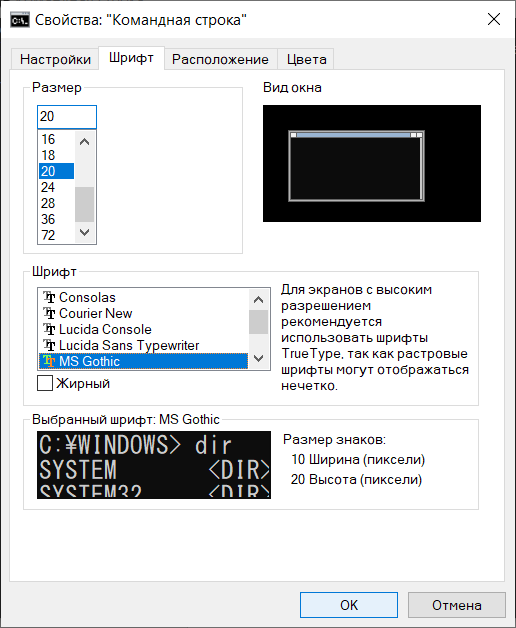 Свойства: "Командная строка"
Настройки Шрифт Расположение Цвета
Размер
20
16
18
20
24
28
36
72
Вид окна
Шрифт
Consolas
Courier New
Lucida Console
Lucida Sans Typewriter
MS Gothic
Жирный
Для экранов с высоким
разрешением
рекомендуется
использовать шрифты
TrueType, так как растровые
шрифты могут отображаться
нечетко.
Выбранный шрифт: MS Gothic
C:¥WINDOWS> dir
SYSTEM <DIR>
SYSTEM32 <DIR>
Размер знаков:
10 Ширина (пиксели)
20 Высота (пиксели)
OK Отмена